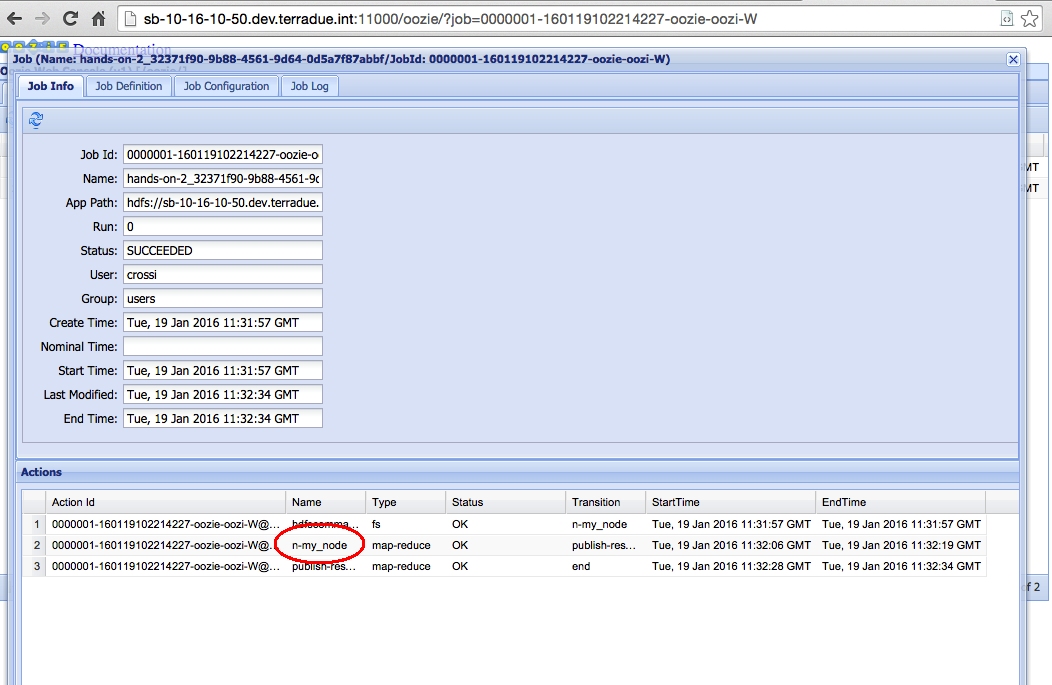 sb-10-16-10-50.dev.terradue.int:11000/oozie/?job=0000001-160119102214227-oozie-oozi-W
Documentation
Job (Name: hands-on-2_32371f90-9b88-4561-9d64-0d5a7f87abbf/JobId: 0000001-160119102214227-oozie-oozi-W)
Job Info Job Definition Job Configuration Job Log
Job Id: 0000001-160119102214227-oozie-o
Name: hands-on-2_32371f90-9b88-4561-9d
App Path: hdfs://sb-10-16-10-50.dev.terradue.
Run: 0
Status: SUCCEEDED
User: crossi
Group: users
Create Time: Tue, 19 Jan 2016 11:31:57 GMT
Nominal Time:
Start Time: Tue, 19 Jan 2016 11:31:57 GMT
Last Modified: Tue, 19 Jan 2016 11:32:34 GMT
End Time: Tue, 19 Jan 2016 11:32:34 GMT
MT
MT
Actions
Action Id Name Type Status Transition StartTime EndTime
1 0000001-160119102214227-oozie-oozi-W@... hdfscomma... fs OK n-my_node Tue, 19 Jan 2016 11:31:57 GMT Tue, 19 Jan 2016 11:31:57 GMT
2 0000001-160119102214227-oozie-oozi-W@... n-my_node map-reduce OK publish-res... Tue, 19 Jan 2016 11:32:06 GMT Tue, 19 Jan 2016 11:32:19 GMT
3 0000001-160119102214227-oozie-oozi-W@... publish-res... map-reduce OK end Tue, 19 Jan 2016 11:32:28 GMT Tue, 19 Jan 2016 11:32:34 GMT
of 2